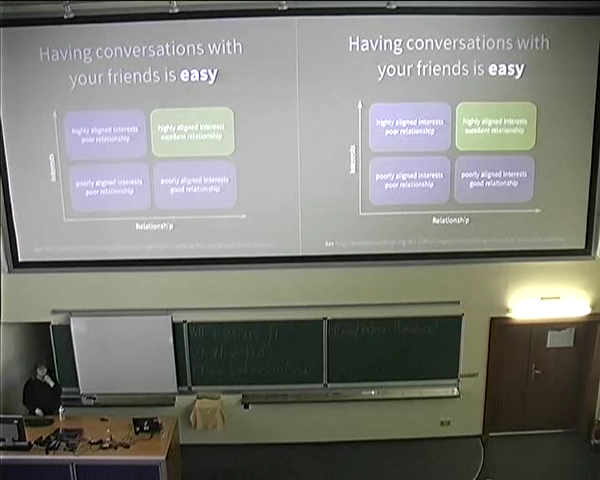 Having conversations with
your friends is easy
highly aligned interests
poor relationship
highly aligned interests
excellent relationship
poorly aligned interests
poor relationship
poorly aligned interests
good relationship
Interests
Relationship
Having conversations with
your friends is easy
highly aligned interests
poor relationship
highly aligned interests
excellent relationship
poorly aligned interests
poor relationship
poorly aligned interests
good relationship
Interests
Relationship
See